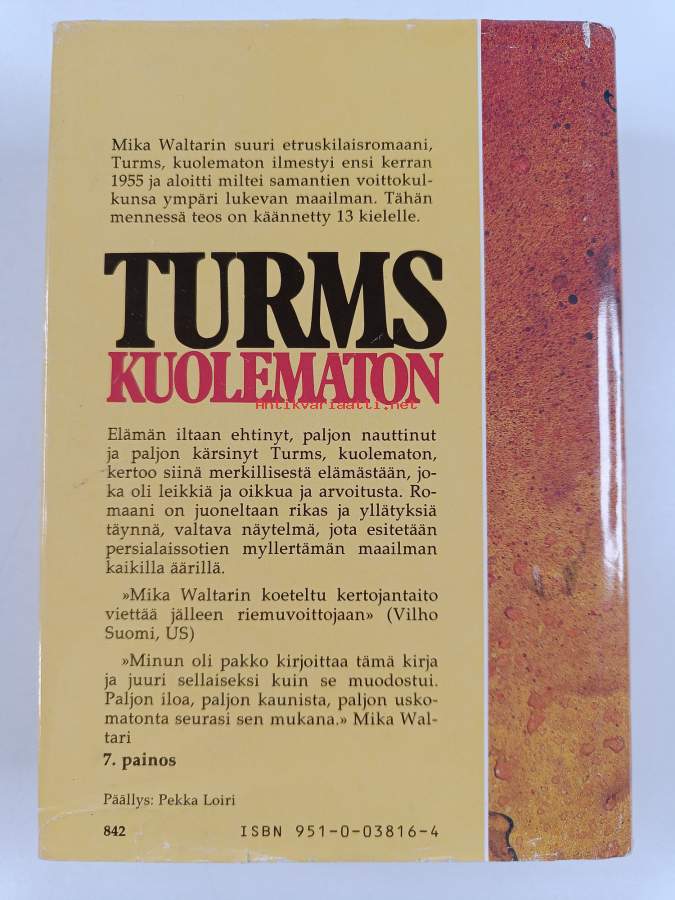 Mika Waltarin suuri etruskilaisromaani,
Turms, kuolematon ilmestyi ensi kerran
1955 ja aloitti miltei samantien voittokul-
kunsa ympäri lukevan maailman. Tähän
mennessä teos on käännetty 13 kielelle.
TURMS
KUOLEMATON
Antikvariaatti.net
Elämän iltaan ehtinyt, paljon nauttinut
ja paljon kärsinyt Turms, kuolematon,
kertoo siinä merkillisestä elämästään, jo-
ka oli leikkiä ja oikkua ja arvoitusta. Ro-
maani on juoneltaan rikas ja yllätyksiä
täynnä, valtava näytelmä, jota esitetään
persialaissotien myllertämän maailman
kaikilla äärillä.
»Mika Waltarin koeteltu kertojantaito
viettää jälleen riemuvoittojaan» (Vilho
Suomi, US)
»Minun oli pakko kirjoittaa tämä kirja
ja juuri sellaiseksi kuin se muodostui.
Paljon iloa, paljon kaunista, paljon usko-
matonta seurasi sen mukana.» Mika Wal-
tari
7. painos
Päällys: Pekka Loiri
842 ISBN 951-0-03816-4